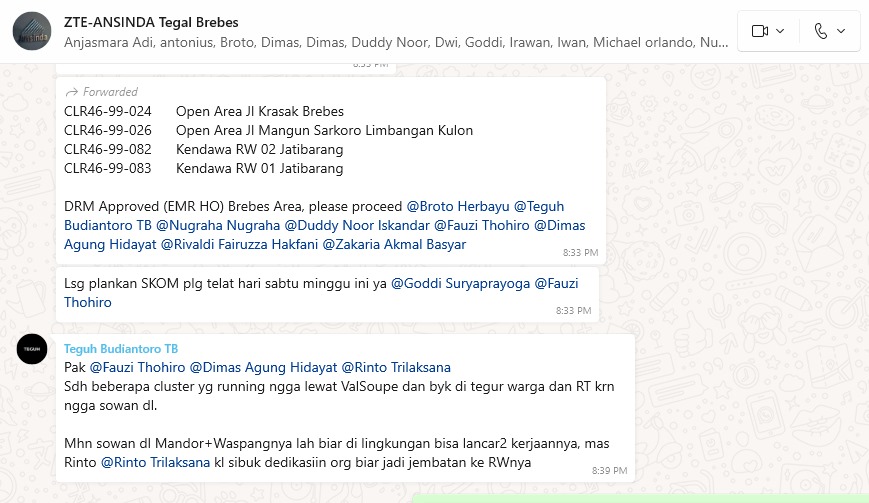 ZTE-ANSINDA Tegal Brebes
Anjasmara Adi, antonius, Broto, Dimas, Dimas, Duddy Noor, Dwi, Goddi, Irawan, Iwan, Michael orlando, Nu...
8:33 PM
Forwarded
CLR46-99-024 Open Area Jl Krasak Brebes
CLR46-99-026 Open Area Jl Mangun Sarkoro Limbangan Kulon
CLR46-99-082 Kendawa RW 02 Jatibarang
CLR46-99-083 Kendawa RW 01 Jatibarang
DRM Approved (EMR HO) Brebes Area, please proceed @Broto Herbayu @Teguh
Budiantoro TB @Nugraha Nugraha @Duddy Noor Iskandar @Fauzi Thohiro @Dimas
Agung Hidayat @Rivaldi Fairuzza Hakfani @Zakaria Akmal Basyar
8:33 PM
Lsg plankan SKOM plg telat hari sabtu minggu ini ya @Goddi Suryaprayoga @Fauzi
Thohiro
8:33 PM
TEGUH
Teguh Budiantoro TB
Pak @Fauzi Thohiro @Dimas Agung Hidayat @Rinto Trilaksana
Sdh beberapa cluster yg running ngga lewat ValSoupe dan byk di tegur warga dan RT krn
ngga sowan dl.
Mhn sowan dl Mandor+Waspangnya lah biar di lingkungan bisa lancar2 kerjaannya, mas
Rinto @Rinto Trilaksana kl sibuk dedikasiin org biar jadi jembatan ke RWnya
8:39 PM